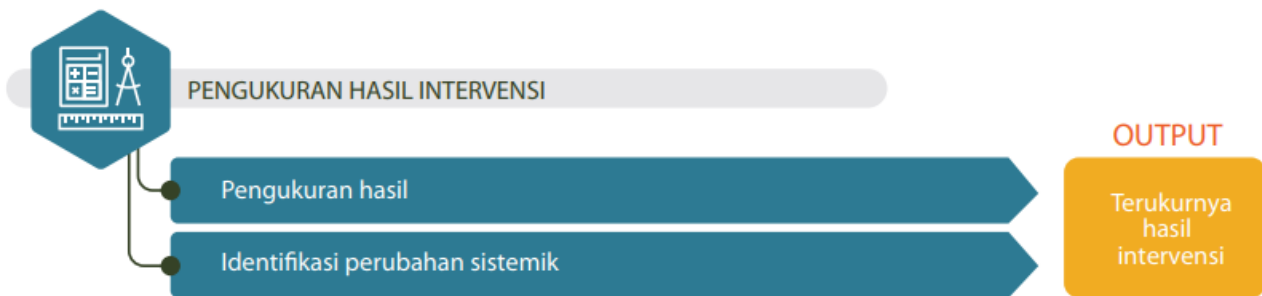 PENGUKURAN HASIL INTERVENSI
OUTPUT
Pengukuran hasil
Identifikasi perubahan sistemik
Terukurnya
hasil
intervensi